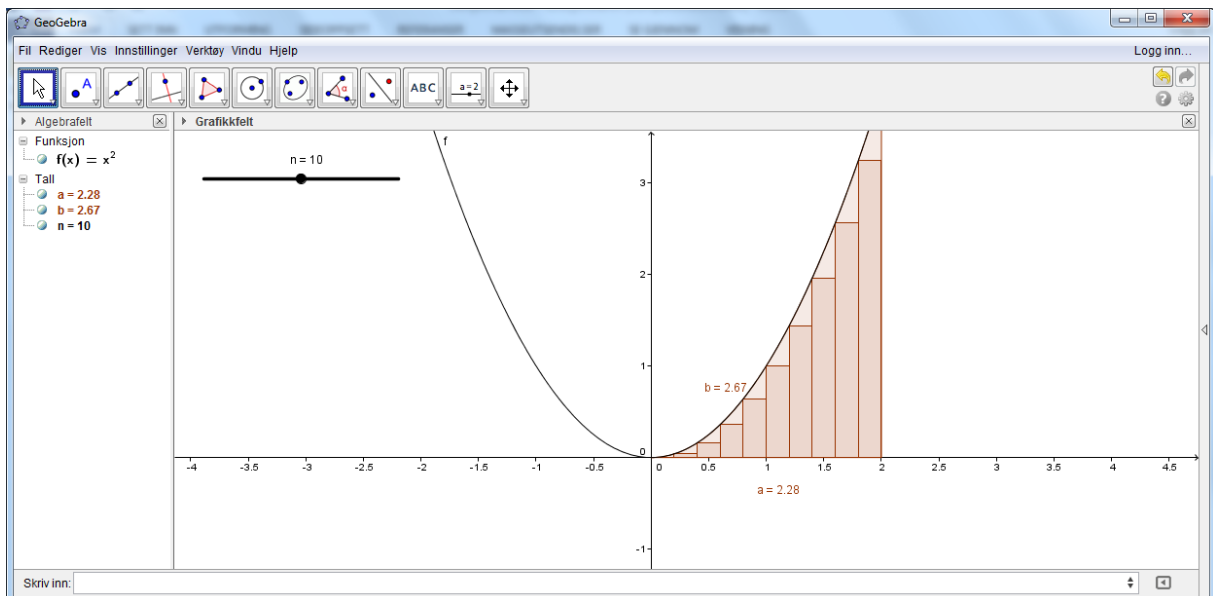 GeoGebra
Fil Rediger Vis Innstillinger Verktøy Vindu Hjelp
Logg inn...
A
α
ABC
a=2
Algebrafelt
Grafikkfelt
Funksjon
f(x) = x²
Tall
a = 2.28
b = 2.67
n = 10
n = 10
f
3
2
1
b = 2.67
0
-4 -3.5 -3 -2.5 -2 -1.5 -1 -0.5 0 0.5 1 1.5 2 2.5 3 3.5 4 4.5
a = 2.28
-1
Skriv inn: